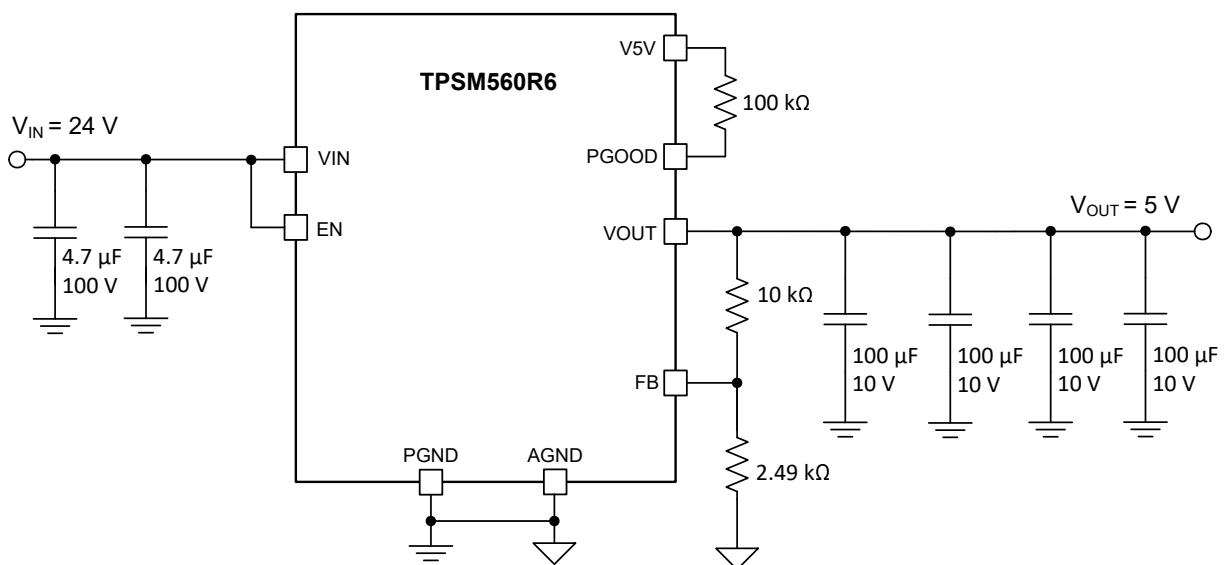 V5V
TPSM560R6
100 kΩ
V_IN = 24 V
VIN
PGOOD
EN
VOUT
V_OUT = 5 V
4.7 µF
100 V
4.7 µF
100 V
10 kΩ
100 µF
10 V
100 µF
10 V
100 µF
10 V
100 µF
10 V
FB
PGND
AGND
2.49 kΩ